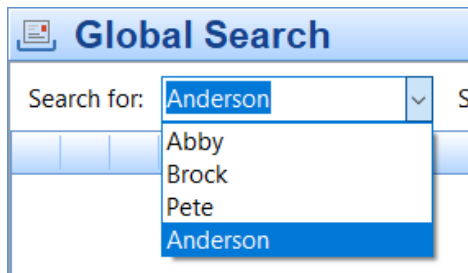 Global Search
Search for: Anderson S
Abby
Brock
Pete
Anderson